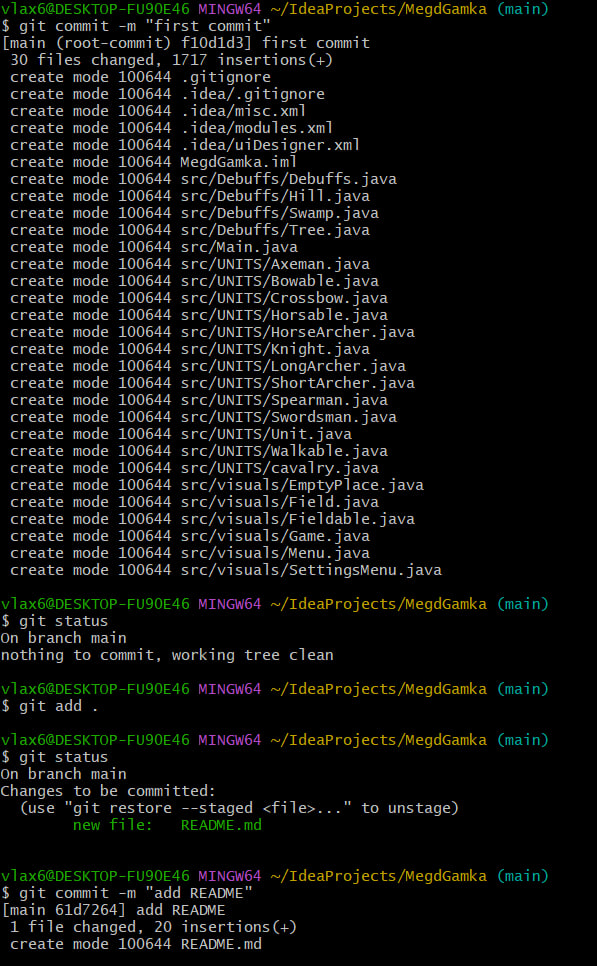 vlax6@DESKTOP-FU9OE46 MINGW64 ~/IdeaProjects/MegdGamka (main)
$ git commit -m "first commit"
[main (root-commit) f10d1d3] first commit
 30 files changed, 1717 insertions(+)
 create mode 100644 .gitignore
 create mode 100644 .idea/.gitignore
 create mode 100644 .idea/misc.xml
 create mode 100644 .idea/modules.xml
 create mode 100644 .idea/uiDesigner.xml
 create mode 100644 MegdGamka.iml
 create mode 100644 src/Debuffs/Debuffs.java
 create mode 100644 src/Debuffs/Hill.java
 create mode 100644 src/Debuffs/Swamp.java
 create mode 100644 src/Debuffs/Tree.java
 create mode 100644 src/Main.java
 create mode 100644 src/UNITS/Axeman.java
 create mode 100644 src/UNITS/Bowable.java
 create mode 100644 src/UNITS/Crossbow.java
 create mode 100644 src/UNITS/Horsable.java
 create mode 100644 src/UNITS/HorseArcher.java
 create mode 100644 src/UNITS/Knight.java
 create mode 100644 src/UNITS/LongArcher.java
 create mode 100644 src/UNITS/ShortArcher.java
 create mode 100644 src/UNITS/Spearman.java
 create mode 100644 src/UNITS/Swordsman.java
 create mode 100644 src/UNITS/Unit.java
 create mode 100644 src/UNITS/Walkable.java
 create mode 100644 src/UNITS/cavalry.java
 create mode 100644 src/visuals/EmptyPlace.java
 create mode 100644 src/visuals/Field.java
 create mode 100644 src/visuals/Fieldable.java
 create mode 100644 src/visuals/Game.java
 create mode 100644 src/visuals/Menu.java
 create mode 100644 src/visuals/SettingsMenu.java
vlax6@DESKTOP-FU9OE46 MINGW64 ~/IdeaProjects/MegdGamka (main)
$ git status
On branch main
nothing to commit, working tree clean
vlax6@DESKTOP-FU9OE46 MINGW64 ~/IdeaProjects/MegdGamka (main)
$ git add .
vlax6@DESKTOP-FU9OE46 MINGW64 ~/IdeaProjects/MegdGamka (main)
$ git status
On branch main
Changes to be committed:
  (use "git restore --staged <file>..." to unstage)
        new file:   README.md
vlax6@DESKTOP-FU9OE46 MINGW64 ~/IdeaProjects/MegdGamka (main)
$ git commit -m "add README"
[main 61d7264] add README
 1 file changed, 20 insertions(+)
 create mode 100644 README.md